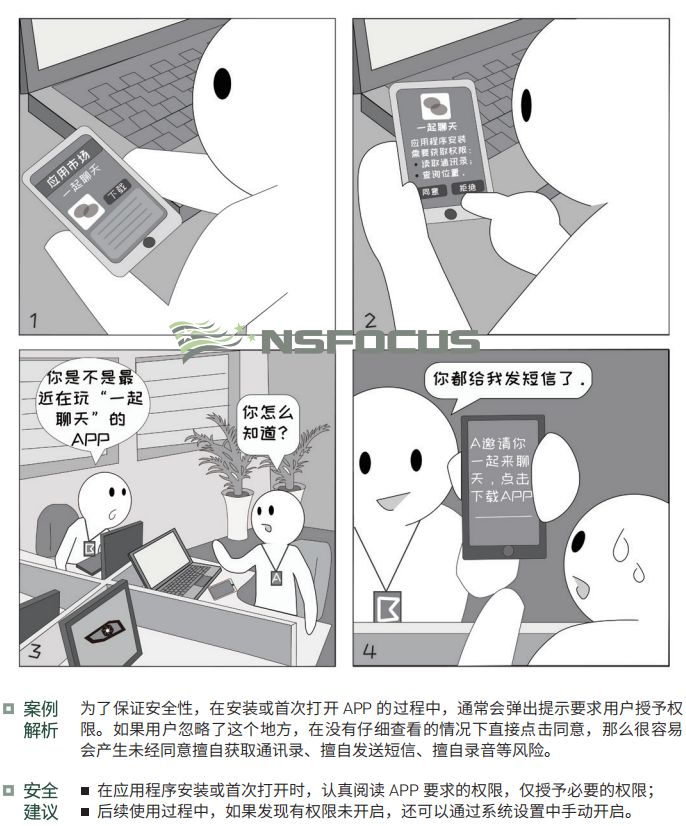 应用市场
一起聊天
下载
1
一起聊天
应用程序安装
需要获取权限：
• 读取通讯录；
• 查询位置．
同意 拒绝
2
NSFOCUS
你是不是最
近在玩“一起
聊天”的
APP
你怎么
知道？
B
A
3
你都给我发短信了．
A邀请你
一起来聊
天，点击
下载APP
B
4
案例
解析
为了保证安全性，在安装或首次打开 APP 的过程中，通常会弹出提示要求用户授予权
限。如果用户忽略了这个地方，在没有仔细查看的情况下直接点击同意，那么很容易
会产生未经同意擅自获取通讯录、擅自发送短信、擅自录音等风险。
安全
建议
■ 在应用程序安装或首次打开时，认真阅读 APP 要求的权限，仅授予必要的权限；
■ 后续使用过程中，如果发现有权限未开启，还可以通过系统设置中手动开启。